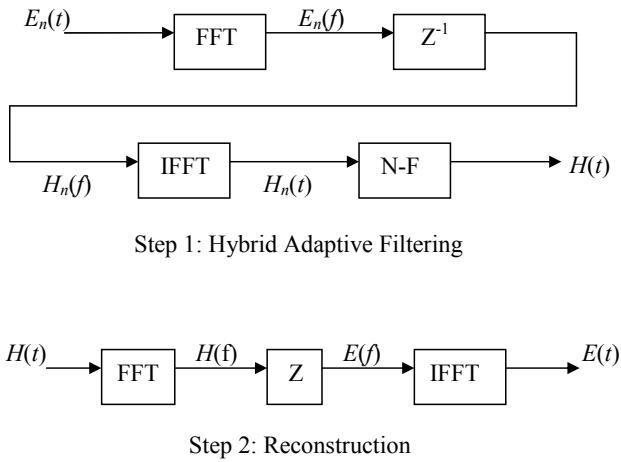 Eₙ(t) Eₙ(f)
FFT Z⁻¹
IFFT N-F H(t)
Hₙ(f) Hₙ(t)
Step 1: Hybrid Adaptive Filtering
H(t) H(f) E(f) E(t)
FFT Z IFFT
Step 2: Reconstruction